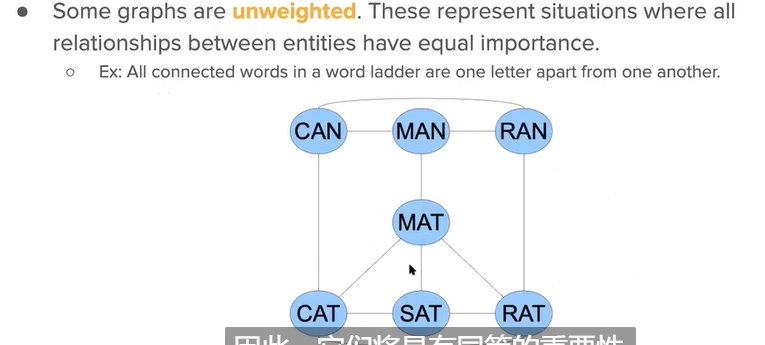 Some graphs are unweighted. These represent situations where all
relationships between entities have equal importance.
Ex: All connected words in a word ladder are one letter apart from one another.
CAN MAN RAN
MAT
CAT SAT RAT
因此，它们将具有同等的重要性